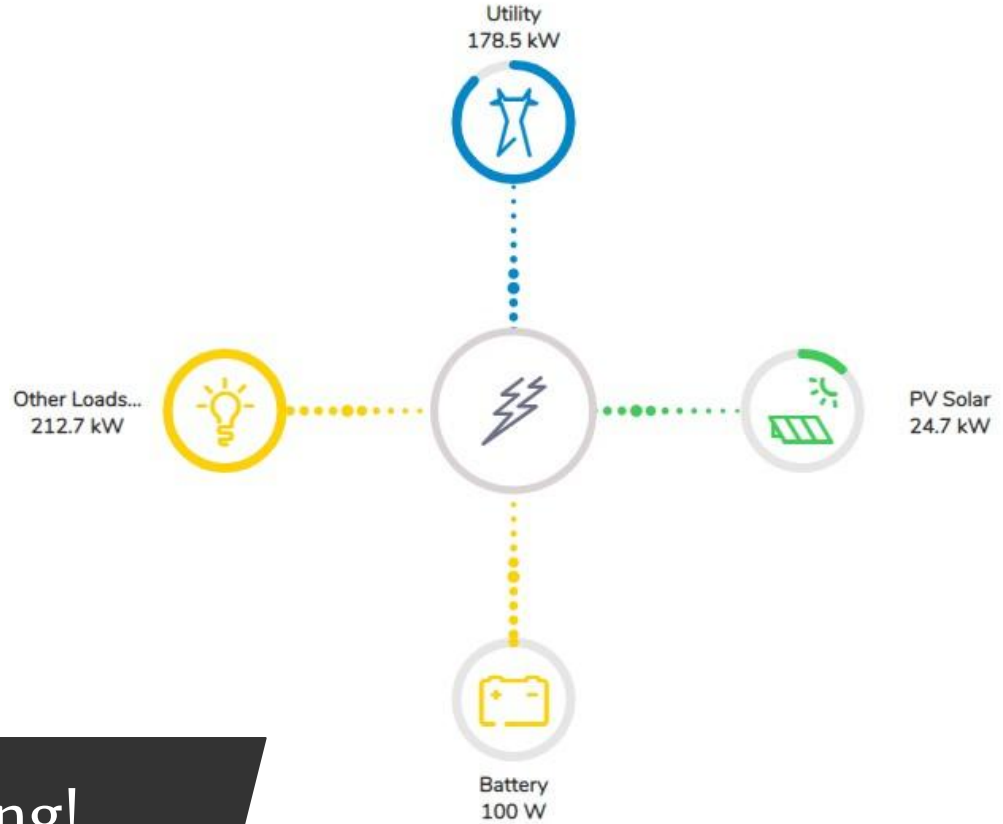 Utility
178.5 kW
Other Loads...
212.7 kW
PV Solar
24.7 kW
Battery
100 W